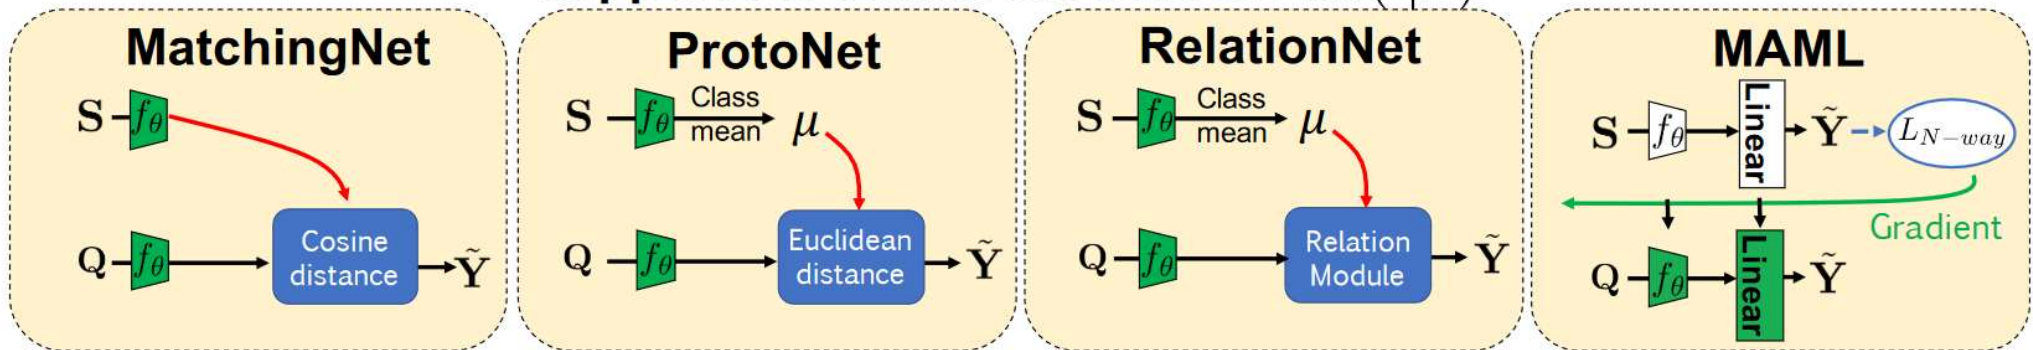 MatchingNet
S
fθ
Q
fθ
Cosine
distance
Ỹ
ProtoNet
S
fθ
Class
mean
μ
Q
fθ
Euclidean
distance
Ỹ
RelationNet
S
fθ
Class
mean
μ
Q
fθ
Relation
Module
Ỹ
MAML
S
fθ
Linear
Ỹ
L_{N-way}
Gradient
Q
fθ
Linear
Ỹ